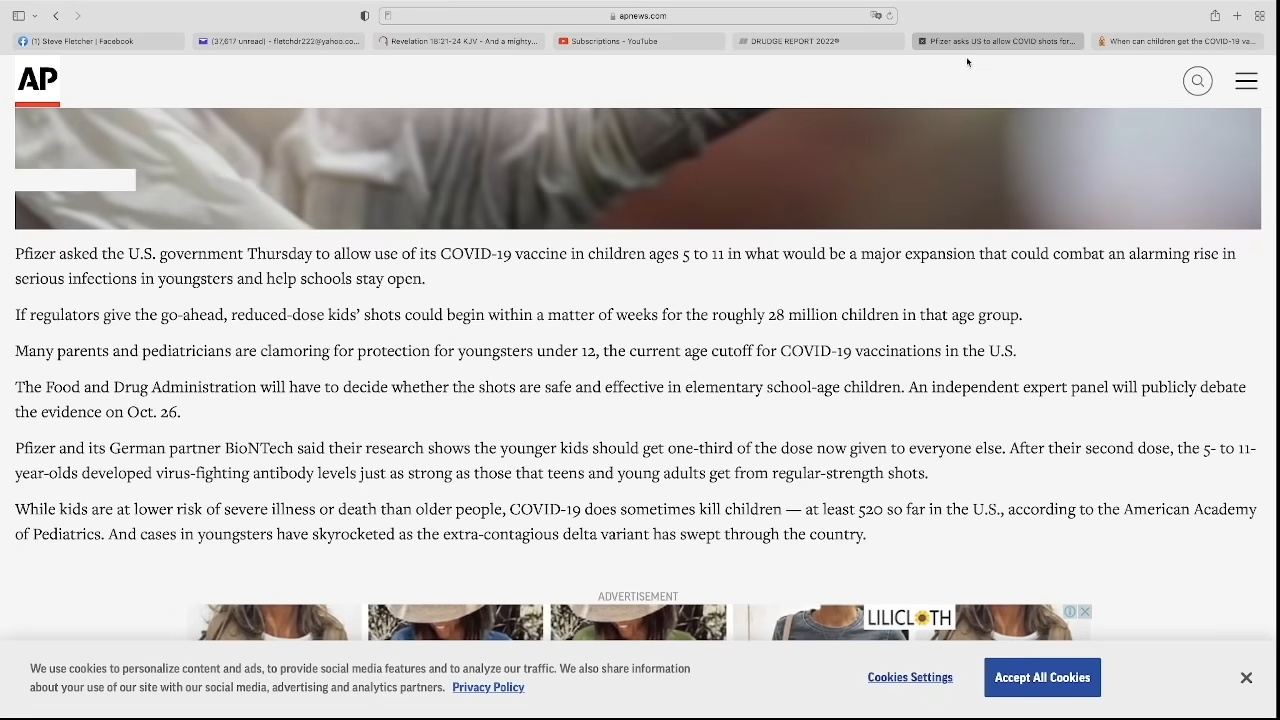 apnews.com
(1) Steve Fletcher | Facebook
(37,617 unread) - fletchdr222@yahoo.co...
Revelation 18:21-24 KJV - And a mighty...
Subscriptions - YouTube
DRUDGE REPORT 2022®
Pfizer asks US to allow COVID shots for...
When can children get the COVID-19 va...
AP
Pfizer asked the U.S. government Thursday to allow use of its COVID-19 vaccine in children ages 5 to 11 in what would be a major expansion that could combat an alarming rise in
serious infections in youngsters and help schools stay open.
If regulators give the go-ahead, reduced-dose kids’ shots could begin within a matter of weeks for the roughly 28 million children in that age group.
Many parents and pediatricians are clamoring for protection for youngsters under 12, the current age cutoff for COVID-19 vaccinations in the U.S.
The Food and Drug Administration will have to decide whether the shots are safe and effective in elementary school-age children. An independent expert panel will publicly debate
the evidence on Oct. 26.
Pfizer and its German partner BioNTech said their research shows the younger kids should get one-third of the dose now given to everyone else. After their second dose, the 5- to 11-
year-olds developed virus-fighting antibody levels just as strong as those that teens and young adults get from regular-strength shots.
While kids are at lower risk of severe illness or death than older people, COVID-19 does sometimes kill children — at least 520 so far in the U.S., according to the American Academy
of Pediatrics. And cases in youngsters have skyrocketed as the extra-contagious delta variant has swept through the country.
ADVERTISEMENT
LILICLOTH
We use cookies to personalize content and ads, to provide social media features and to analyze our traffic. We also share information
about your use of our site with our social media, advertising and analytics partners. Privacy Policy
Cookies Settings
Accept All Cookies